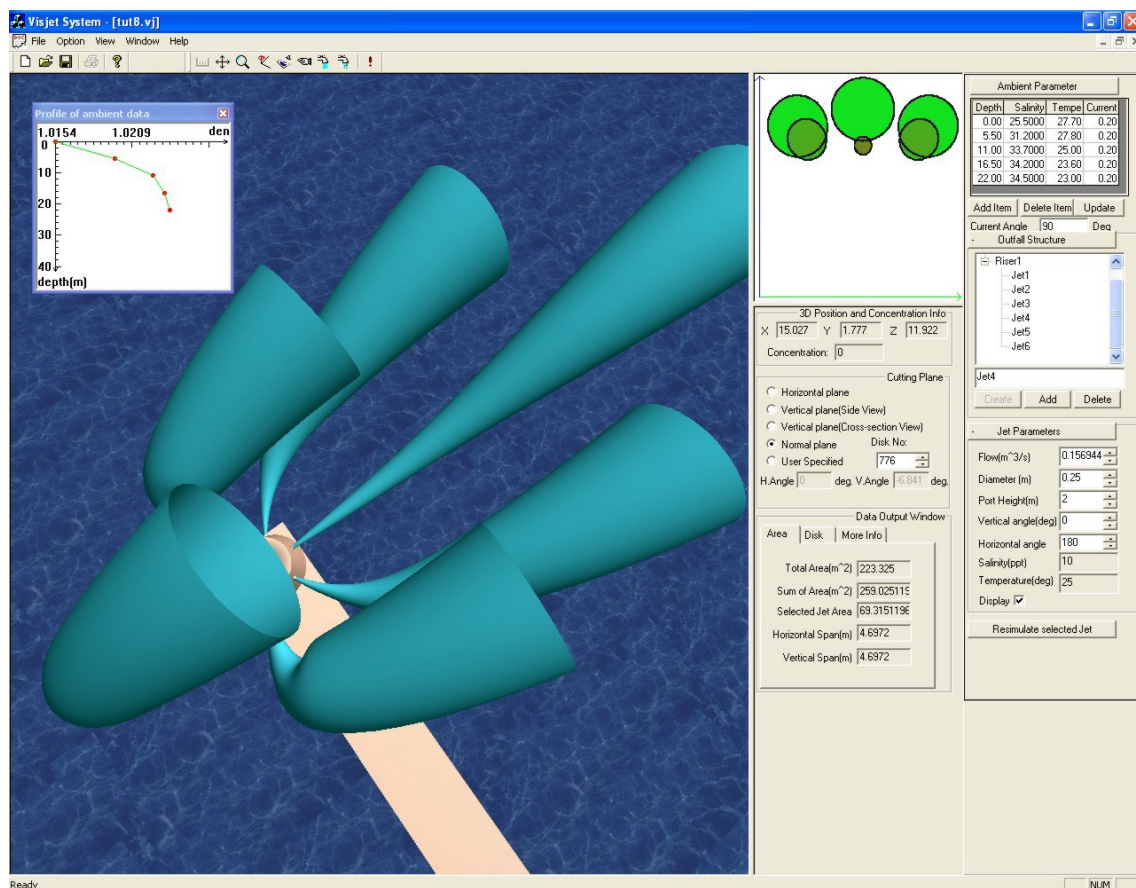 Visjet System - [tut8.vj]
File Option View Window Help
Profile of ambient data
1.0154 1.0209 den
0
10
20
30
40
depth(m)
3D Position and Concentration Info
X 15.027 Y 1.777 Z 11.922
Concentration: 0
Cutting Plane
Horizontal plane
Vertical plane(Side View)
Vertical plane(Cross-section View)
Normal plane Disk No:
User Specified 776
H.Angle 0 deg. V.Angle -6.841 deg.
Data Output Window
Area Disk More Info
Total Area(m^2) 223.325
Sum of Area(m^2) 259.025119
Selected Jet Area 69.3151196
Horizontal Span(m) 4.6972
Vertical Span(m) 4.6972
Ambient Parameter
Depth Salinity Tempe Current
0.00 25.5000 27.70 0.20
5.50 31.2000 27.80 0.20
11.00 33.7000 25.00 0.20
16.50 34.2000 23.60 0.20
22.00 34.5000 23.00 0.20
Add Item Delete Item Update
Current Angle 90 Deg
Outfall Structure
Riser1
Jet1
Jet2
Jet3
Jet4
Jet5
Jet6
Jet4
Create Add Delete
Jet Parameters
Flow(m^3/s) 0.156944
Diameter (m) 0.25
Port Height(m) 2
Vertical angle(deg) 0
Horizontal angle 180
Salinity(ppt) 10
Temperature(deg) 25
Display
Resimulate selected Jet
Ready NUM